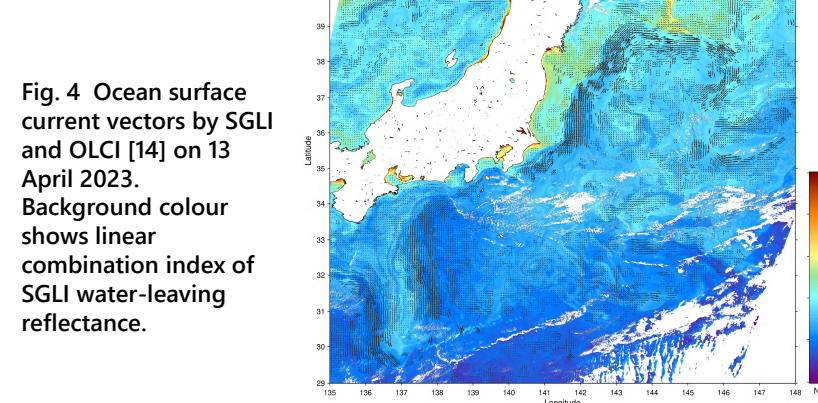 Fig. 4 Ocean surface
current vectors by SGLI
and OLCI [14] on 13
April 2023.
Background colour
shows linear
combination index of
SGLI water-leaving
reflectance.
39
38
37
36
35
34
33
32
31
30
29
Latitude
135 136 137 138 139 140 141 142 143 144 145 146 147 148
Longitude
N